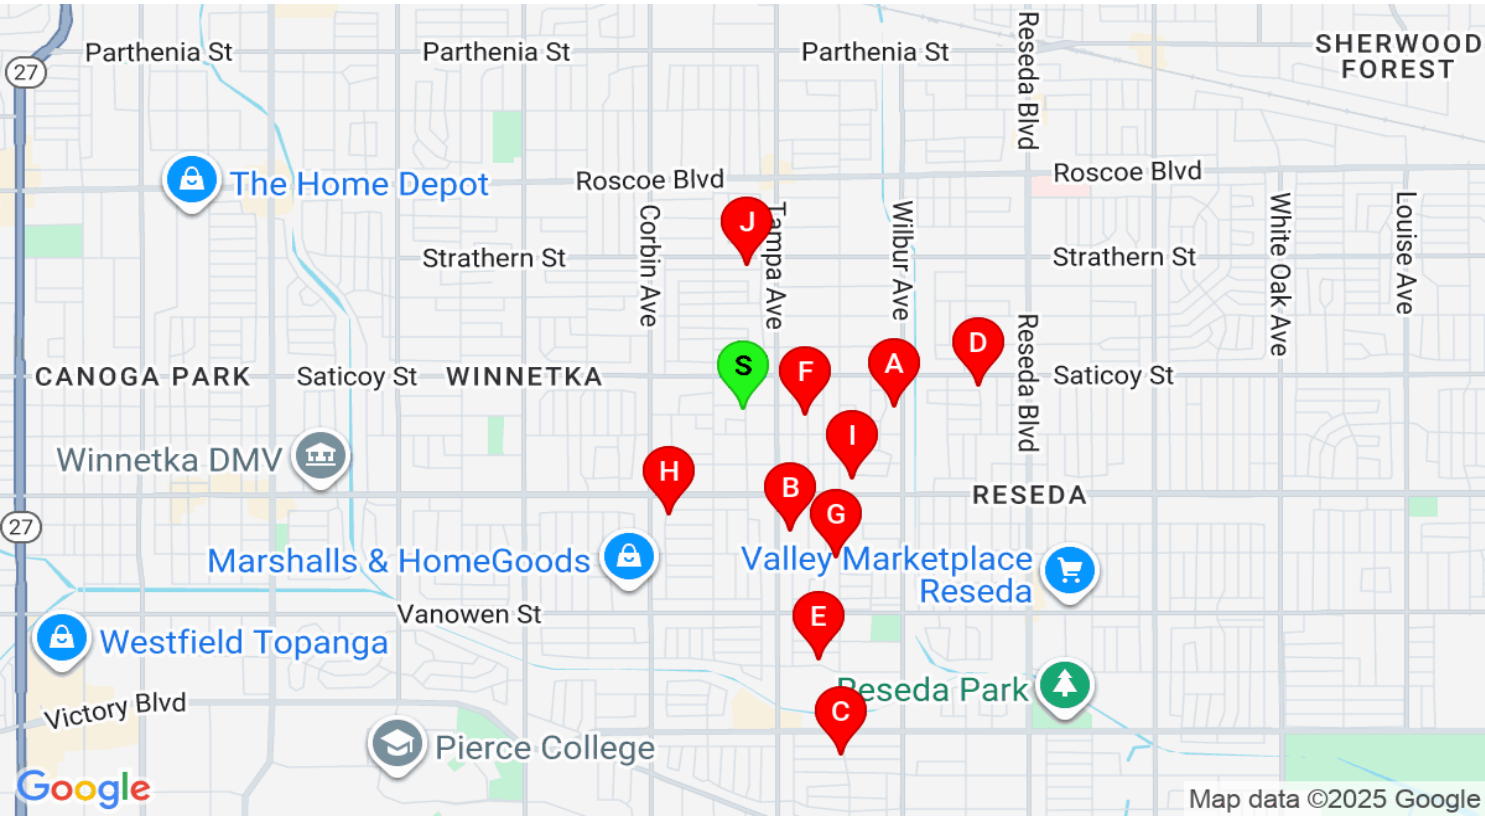 Parthenia St
Parthenia St
Parthenia St
Reseda Blvd
SHERWOOD
FOREST
27
The Home Depot
Roscoe Blvd
Roscoe Blvd
Corbin Ave
J
Tampa Ave
Wilbur Ave
White Oak Ave
Louise Ave
Strathern St
Strathern St
CANOGA PARK
Saticoy St
WINNETKA
S
F
A
D
Reseda Blvd
Saticoy St
Winnetka DMV
I
H
B
G
RESEDA
27
Marshalls & HomeGoods
Valley Marketplace
Reseda
Vanowen St
E
Westfield Topanga
Reseda Park
Victory Blvd
C
Pierce College
Google
Map data ©2025 Google